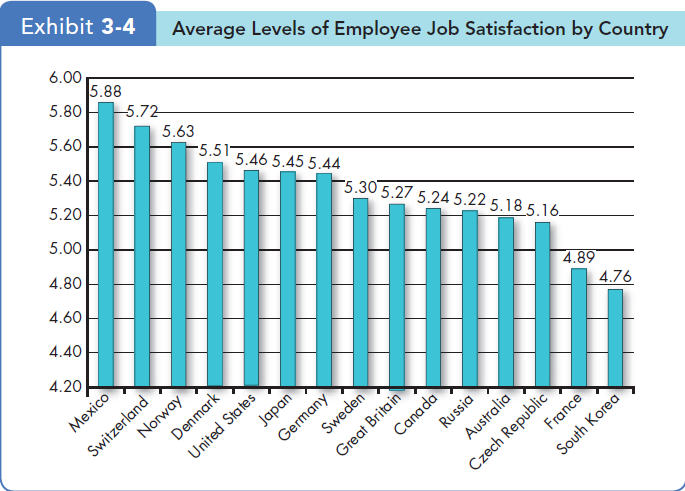 Exhibit 3-4 Average Levels of Employee Job Satisfaction by Country
6.00
5.80
5.60
5.40
5.20
5.00
4.80
4.60
4.40
4.20
5.88
5.72
5.63
5.51
5.46
5.45
5.44
5.30
5.27
5.24
5.22
5.18
5.16
4.89
4.76
Mexico
Switzerland
Norway
Denmark
United States
Japan
Germany
Sweden
Great Britain
Canada
Russia
Australia
Czech Republic
France
South Korea